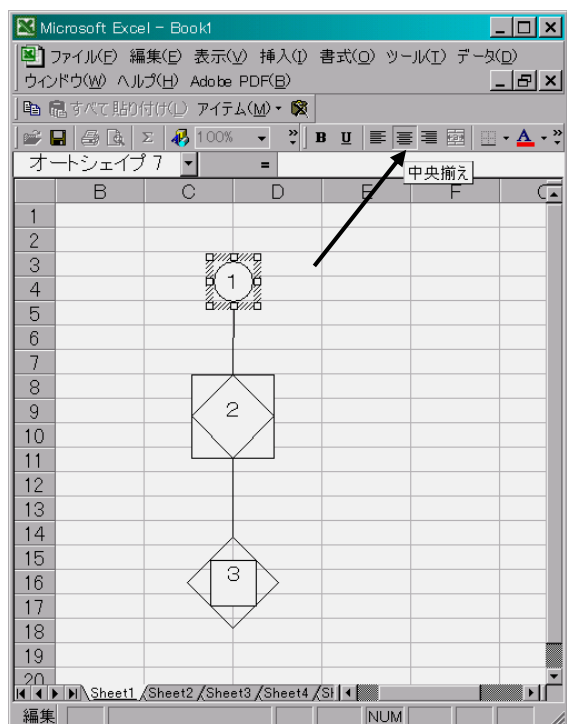 Microsoft Excel - Book1
ファイル(F) 編集(E) 表示(V) 挿入(I) 書式(O) ツール(T) データ(D)
ウィンドウ(W) ヘルプ(H) Adobe PDF(B)
すべて貼り付け(L) アイテム(M)
Σ 100% » B U A »
オートシェイプ 7 =
中央揃え
B C D E F G
1
2
3
4
5
6
7
8
9
10
11
12
13
14
15
16
17
18
19
20
1
2
3
Sheet1 Sheet2 Sheet3 Sheet4 Sh
編集 NUM